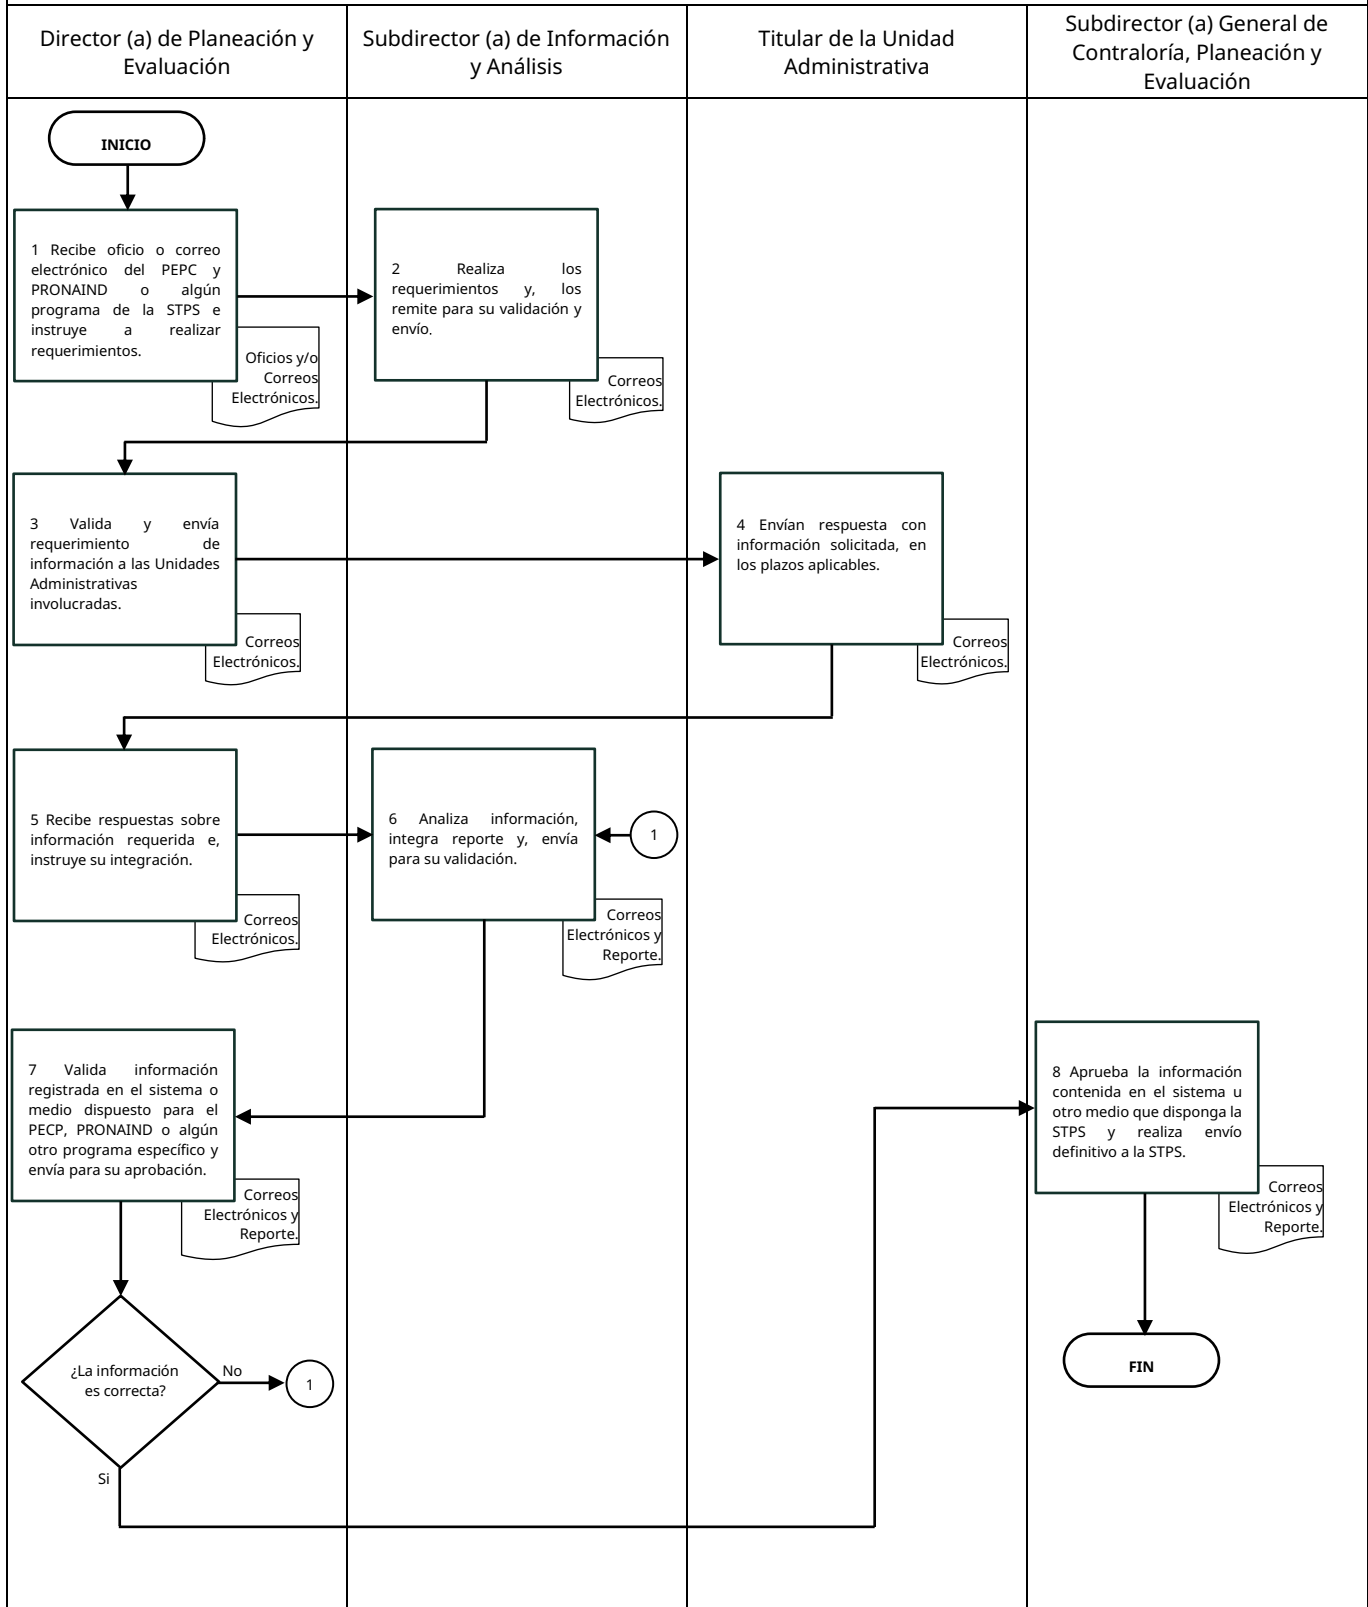 Director (a) de Planeación y
Evaluación
Subdirector (a) de Información
y Análisis
Titular de la Unidad
Administrativa
Subdirector (a) General de
Contraloría, Planeación y
Evaluación
INICIO
1 Recibe oficio o correo
electrónico del PEPC y
PRONAIND o algún
programa de la STPS e
instruye a realizar
requerimientos.
Oficios y/o
Correos
Electrónicos.
2 Realiza los
requerimientos y, los
remite para su validación y
envío.
Correos
Electrónicos.
3 Valida y envía
requerimiento de
información a las Unidades
Administrativas
involucradas.
Correos
Electrónicos.
4 Envían respuesta con
información solicitada, en
los plazos aplicables.
Correos
Electrónicos.
5 Recibe respuestas sobre
información requerida e,
instruye su integración.
Correos
Electrónicos.
6 Analiza información,
integra reporte y, envía
para su validación.
1
Correos
Electrónicos y
Reporte.
7 Valida información
registrada en el sistema o
medio dispuesto para el
PECP, PRONAIND o algún
otro programa específico y
envía para su aprobación.
Correos
Electrónicos y
Reporte.
8 Aprueba la información
contenida en el sistema u
otro medio que disponga la
STPS y realiza envío
definitivo a la STPS.
Correos
Electrónicos y
Reporte.
¿La información
es correcta?
No
1
Si
FIN